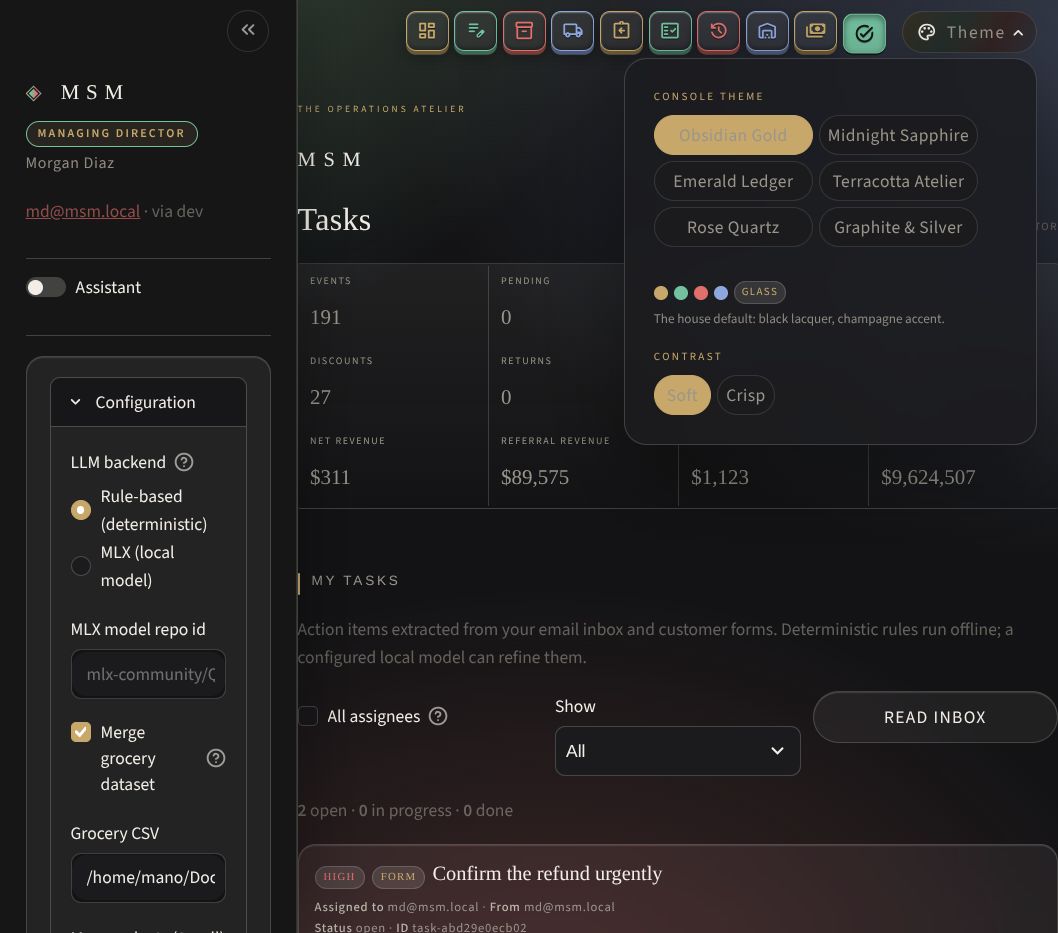 Theme
MSM
MANAGING DIRECTOR
Morgan Diaz
md@msm.local · via dev
Assistant
Configuration
LLM backend
Rule-based
(deterministic)
MLX (local
model)
MLX model repo id
mlx-community/
Merge
grocery
dataset
Grocery CSV
/home/mano/Doc
THE OPERATIONS ATELIER
MSM
Tasks
CONSOLE THEME
Obsidian Gold
Midnight Sapphire
Emerald Ledger
Terracotta Atelier
Rose Quartz
Graphite & Silver
GLASS
The house default: black lacquer, champagne accent.
CONTRAST
Soft
Crisp
EVENTS
191
PENDING
0
DISCOUNTS
27
RETURNS
0
NET REVENUE
$311
REFERRAL REVENUE
$89,575
$1,123
$9,624,507
MY TASKS
Action items extracted from your email inbox and customer forms. Deterministic rules run offline; a
configured local model can refine them.
All assignees
Show
All
READ INBOX
2 open · 0 in progress · 0 done
HIGH FORM Confirm the refund urgently
Assigned to md@msm.local · From md@msm.local
Status open · ID task-abd29e0ecb02